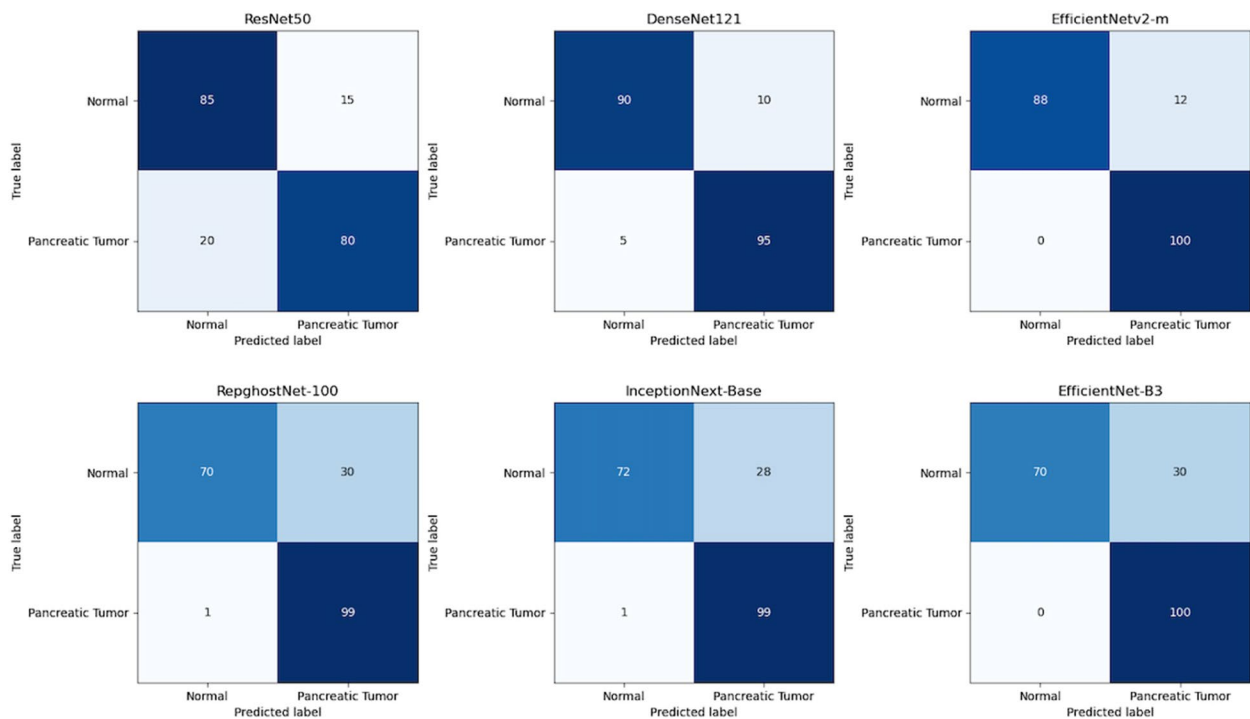 ResNet50
DenseNet121
EfficientNetv2-m
True label
Normal
85
15
Pancreatic Tumor
20
80
Normal
Pancreatic Tumor
Predicted label
True label
Normal
90
10
Pancreatic Tumor
5
95
Normal
Pancreatic Tumor
Predicted label
True label
Normal
88
12
Pancreatic Tumor
0
100
Normal
Pancreatic Tumor
Predicted label
RepghostNet-100
InceptionNext-Base
EfficientNet-B3
True label
Normal
70
30
Pancreatic Tumor
1
99
Normal
Pancreatic Tumor
Predicted label
True label
Normal
72
28
Pancreatic Tumor
1
99
Normal
Pancreatic Tumor
Predicted label
True label
Normal
70
30
Pancreatic Tumor
0
100
Normal
Pancreatic Tumor
Predicted label